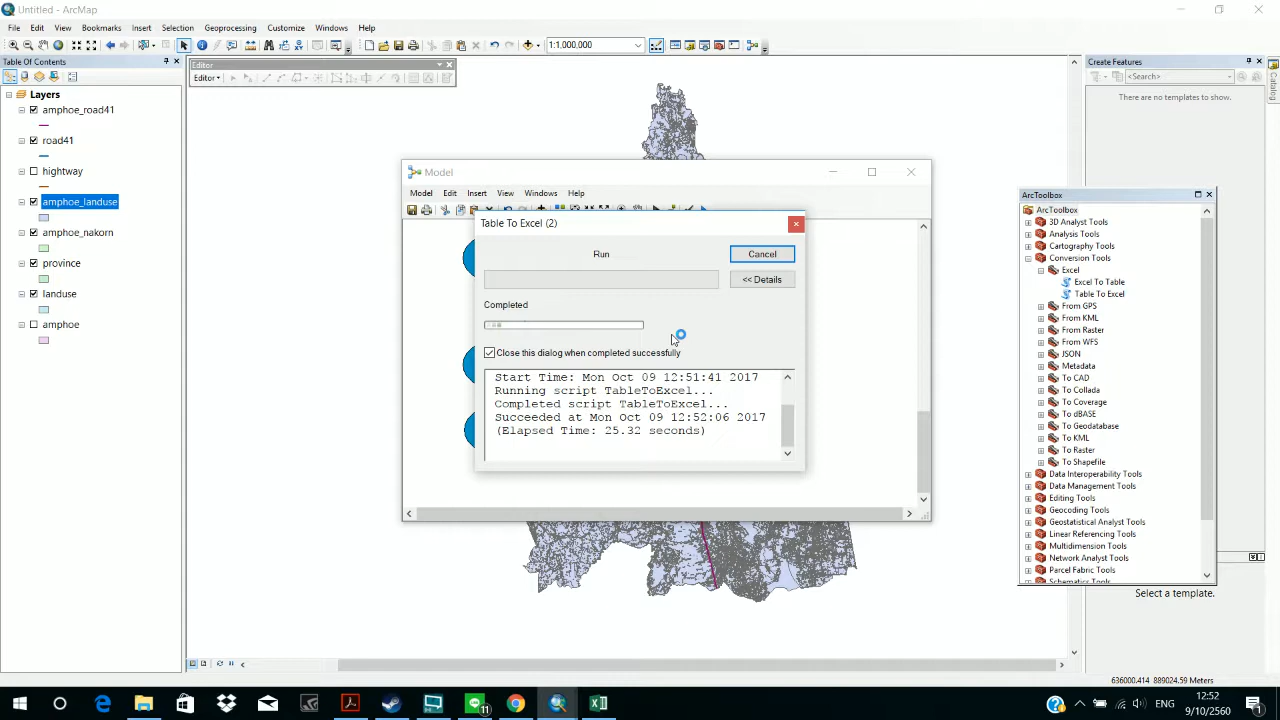 Untitled - ArcMap
File Edit View Bookmarks Insert Selection Geoprocessing Customize Windows Help
1:1,000,000
Table Of Contents
Layers
amphoe_road41
road41
hightway
amphoe_landuse
amphoe_nakorn
province
landuse
amphoe
Editor
Editor
Model
Model Edit Insert View Windows Help
Table To Excel (2)
Run
Cancel
<< Details
Completed
Close this dialog when completed successfully
Start Time: Mon Oct 09 12:51:41 2017
Running script TableToExcel...
Completed script TableToExcel...
Succeeded at Mon Oct 09 12:52:06 2017
(Elapsed Time: 25.32 seconds)
Create Features
<Search>
There are no templates to show.
Catalog
ArcToolbox
ArcToolbox
3D Analyst Tools
Analysis Tools
Cartography Tools
Conversion Tools
Excel
Excel To Table
Table To Excel
From GPS
From KML
From Raster
From WFS
JSON
Metadata
To CAD
To Collada
To Coverage
To dBASE
To Geodatabase
To KML
To Raster
To Shapefile
Data Interoperability Tools
Data Management Tools
Editing Tools
Geocoding Tools
Geostatistical Analyst Tools
Linear Referencing Tools
Multidimension Tools
Network Analyst Tools
Parcel Fabric Tools
Schematics Tools
Select a template.
636000.414 889024.59 Meters
11
ENG
12:52
9/10/2560
1